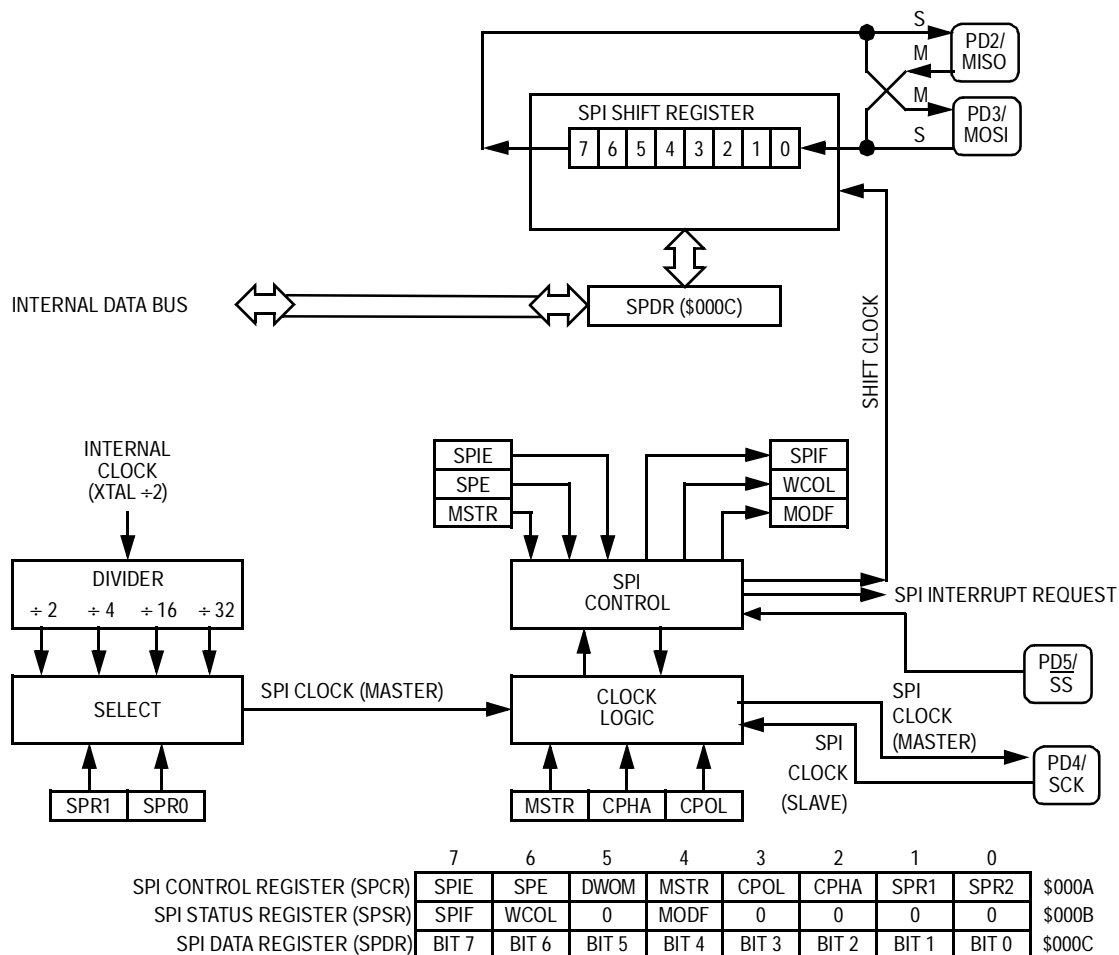 S
PD2/
MISO
M
M
PD3/
MOSI
S
SPI SHIFT REGISTER
7 6 5 4 3 2 1 0
INTERNAL DATA BUS
SPDR ($000C)
SHIFT CLOCK
INTERNAL
CLOCK
(XTAL ÷2)
SPIE
SPE
MSTR
SPIF
WCOL
MODF
DIVIDER
÷ 2 ÷ 4 ÷ 16 ÷ 32
SPI
CONTROL
SPI INTERRUPT REQUEST
PD5/
SS
SELECT
SPI CLOCK (MASTER)
CLOCK
LOGIC
SPI
CLOCK
(MASTER)
SPI
CLOCK
(SLAVE)
PD4/
SCK
SPR1 SPR0
MSTR CPHA CPOL
7 6 5 4 3 2 1 0
SPI CONTROL REGISTER (SPCR) SPIE SPE DWOM MSTR CPOL CPHA SPR1 SPR2 $000A
SPI STATUS REGISTER (SPSR) SPIF WCOL 0 MODF 0 0 0 0 $000B
SPI DATA REGISTER (SPDR) BIT 7 BIT 6 BIT 5 BIT 4 BIT 3 BIT 2 BIT 1 BIT 0 $000C